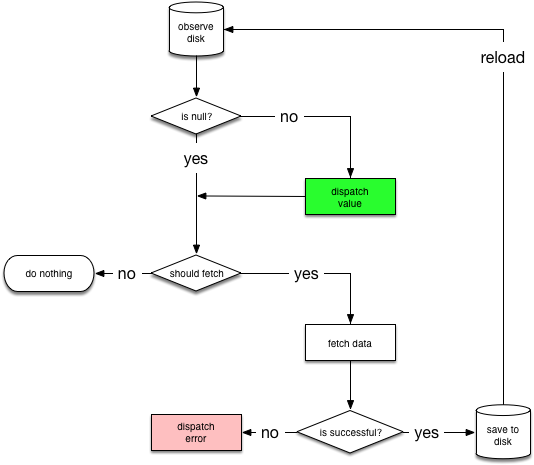 observe
disk
reload
is null?
no
yes
dispatch
value
do nothing
no
should fetch
yes
fetch data
dispatch
error
no
is successful?
yes
save to
disk